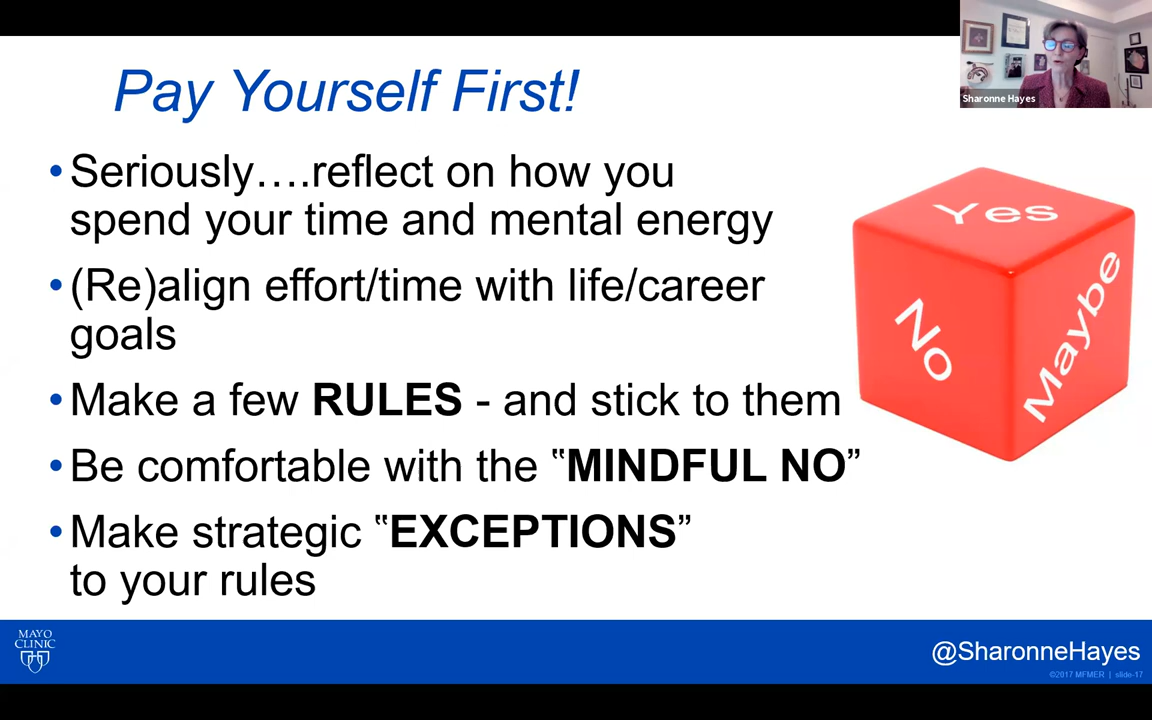 Pay Yourself First!
Sharonne Hayes
•Seriously….reflect on how you
spend your time and mental energy
•(Re)align effort/time with life/career
goals
•Make a few RULES - and stick to them
•Be comfortable with the ‟MINDFUL NO”
•Make strategic ‟EXCEPTIONS”
to your rules
Yes
No
Maybe
MAYO
CLINIC
@SharonneHayes
©2017 MFMER | slide-17